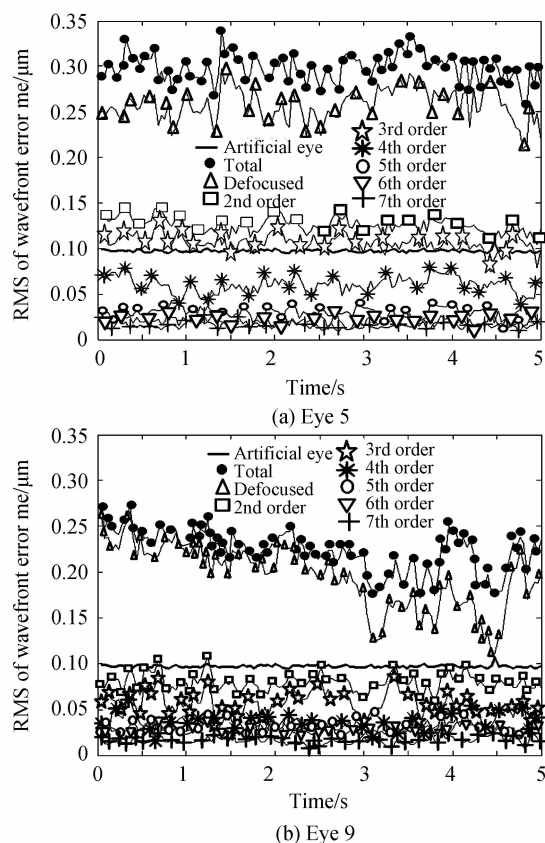 0.35
0.30
0.25
0.20
0.15
0.10
0.05
0
RMS of wavefront error me/μm
Artificial eye
Total
Defocused
2nd order
3rd order
4th order
5th order
6th order
7th order
0 1 2 3 4 5
Time/s
(a) Eye 5
0.35
0.30
0.25
0.20
0.15
0.10
0.05
0
RMS of wavefront error me/μm
Artificial eye
Total
Defocused
2nd order
3rd order
4th order
5th order
6th order
7th order
0 1 2 3 4 5
Time/s
(b) Eye 9